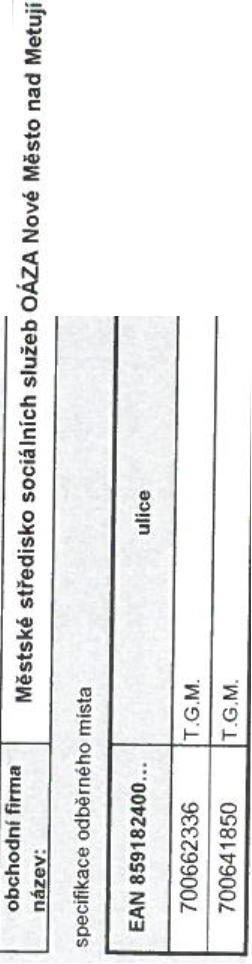 obchodní firma
název:
Městské středisko sociálních služeb OÁZA Nové Město nad Metují
specifikace odběrného místa
EAN 859182400... ulice
700662336 T.G.M.
700641850 T.G.M.